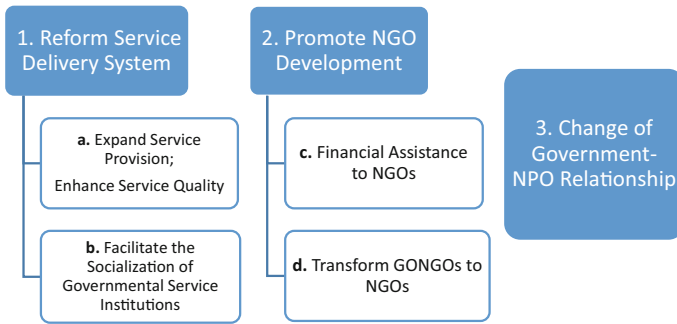 1. Reform Service
Delivery System
a. Expand Service
Provision;
Enhance Service Quality
b. Facilitate the
Socialization of
Governmental Service
Institutions
2. Promote NGO
Development
c. Financial Assistance
to NGOs
d. Transform GONGOs to
NGOs
3. Change of
Government-
NPO Relationship